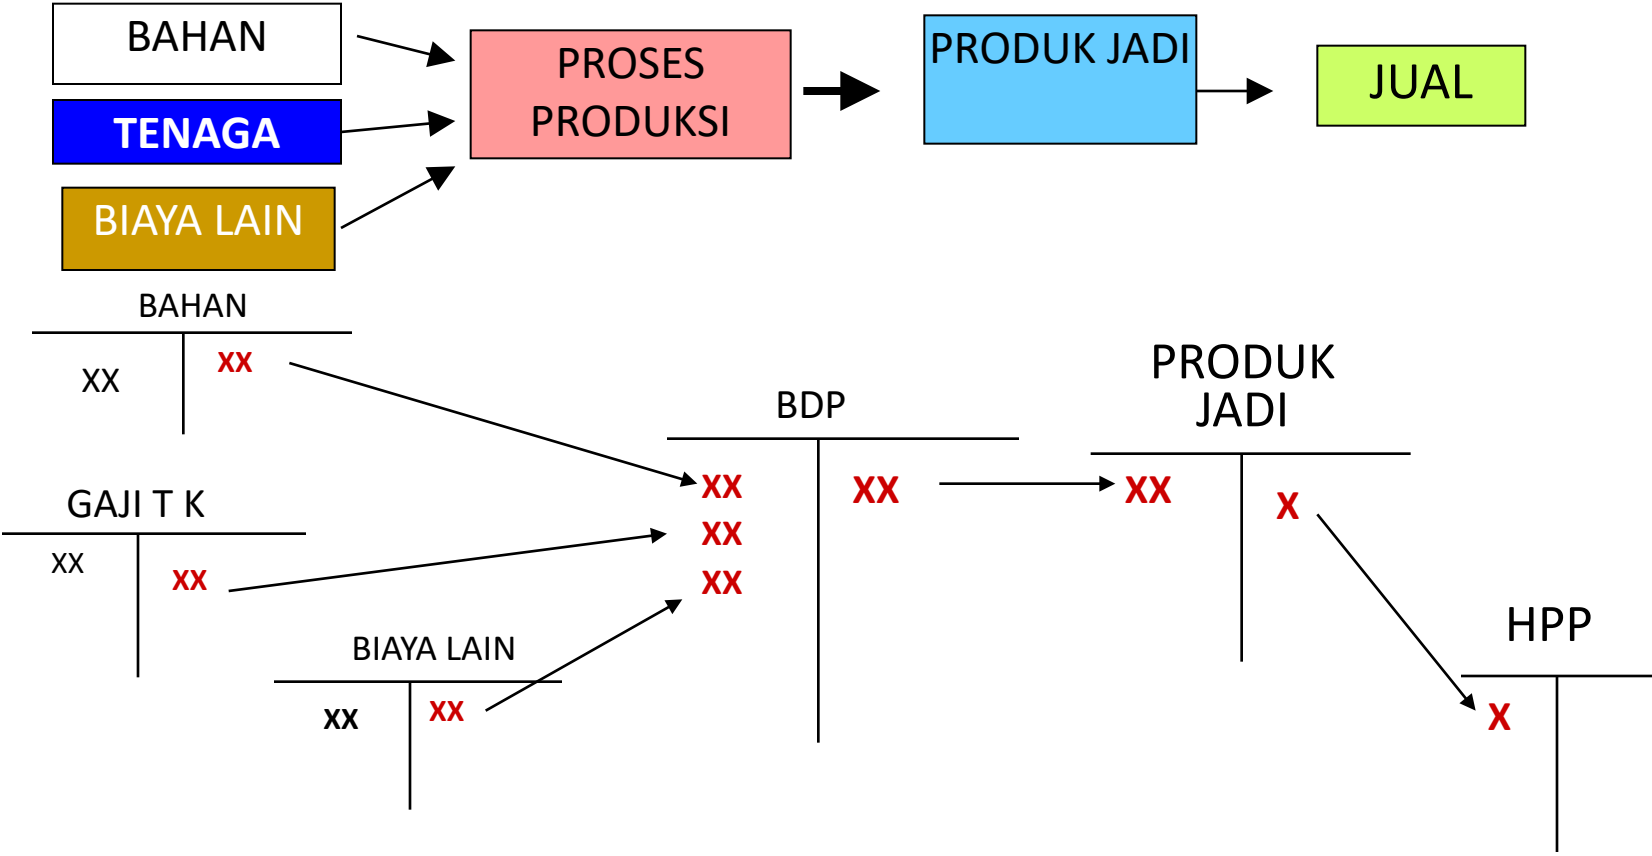 BAHAN
TENAGA
BIAYA LAIN
PROSES
PRODUKSI
PRODUK JADI
JUAL
BAHAN
XX
XX
GAJI T K
XX
XX
BIAYA LAIN
XX
XX
BDP
XX
XX
XX
XX
PRODUK
JADI
XX
X
HPP
X